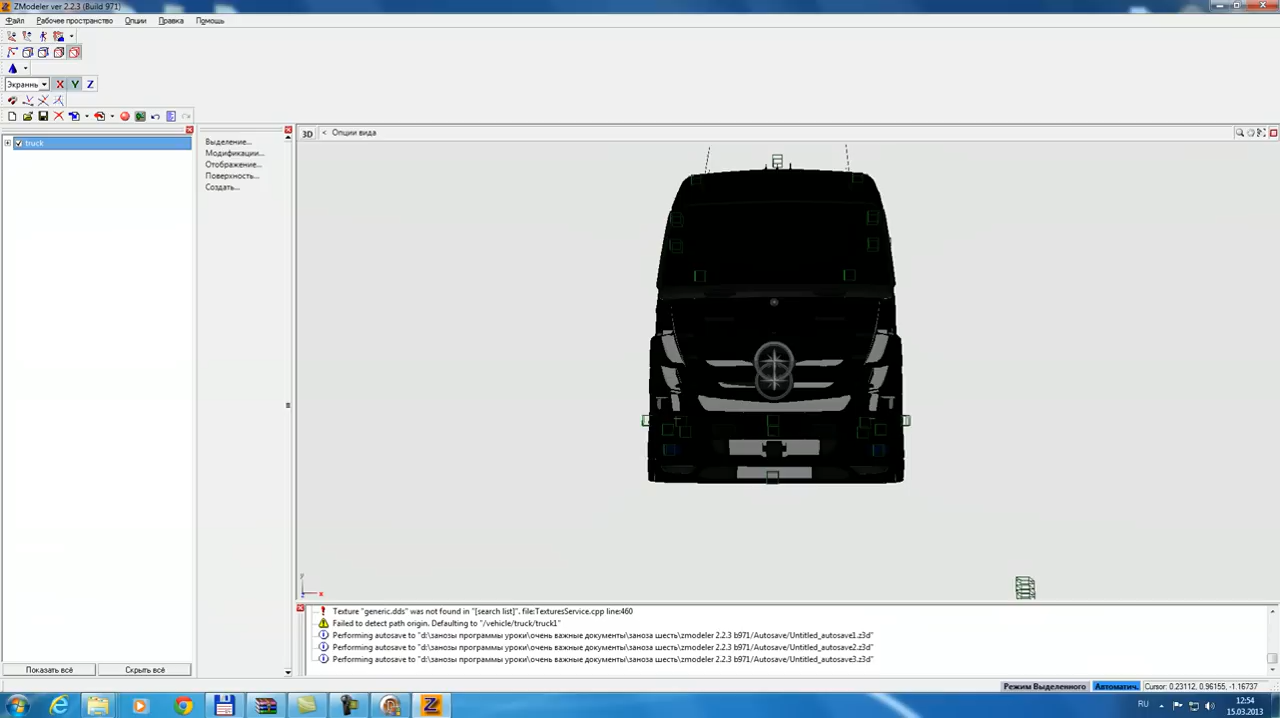 ZModeler ver 2.2.3 (Build 971)
Файл Рабочее пространство Опции Правка Помощь
Экраннь X Y Z
truck
Выделение...
Модификации...
Отображение...
Поверхность...
Создать...
3D < Опции вида
y
z x
Texture "generic.dds" was not found in "[search list]". file:TexturesService.cpp line:460
Failed to detect path origin. Defaulting to "/vehicle/truck/truck1"
Performing autosave to "d:\занозы программы уроки\очень важные документы\заноза шесть\zmodeler 2.2.3 b971/Autosave/Untitled_autosave1.z3d"
Performing autosave to "d:\занозы программы уроки\очень важные документы\заноза шесть\zmodeler 2.2.3 b971/Autosave/Untitled_autosave2.z3d"
Performing autosave to "d:\занозы программы уроки\очень важные документы\заноза шесть\zmodeler 2.2.3 b971/Autosave/Untitled_autosave3.z3d"
Показать всё Скрыть всё
Режим Выделенного Автоматич. Cursor: 0.23112, 0.96155, -1.16737
RU 12:54
15.03.2013